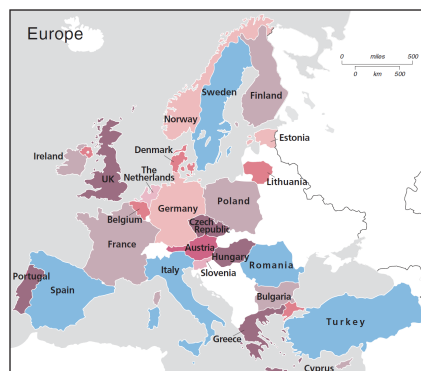 Europe
0 miles 500
0 km 500
Sweden
Finland
Norway
Estonia
Denmark
Ireland
The
Netherlands
Lithuania
UK
Poland
Germany
Belgium
Czech
Republic
France
Austria
Hungary
Italy
Slovenia
Romania
Portugal
Spain
Bulgaria
Turkey
Greece
Cyprus